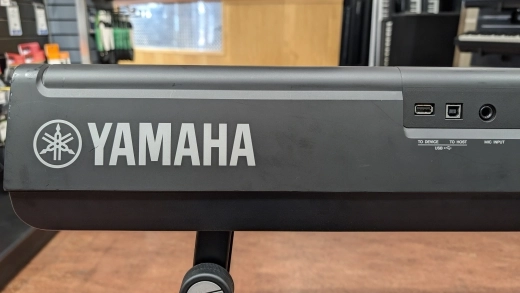 YAMAHA
TO DEVICE TO HOST
USB
MIC INPUT